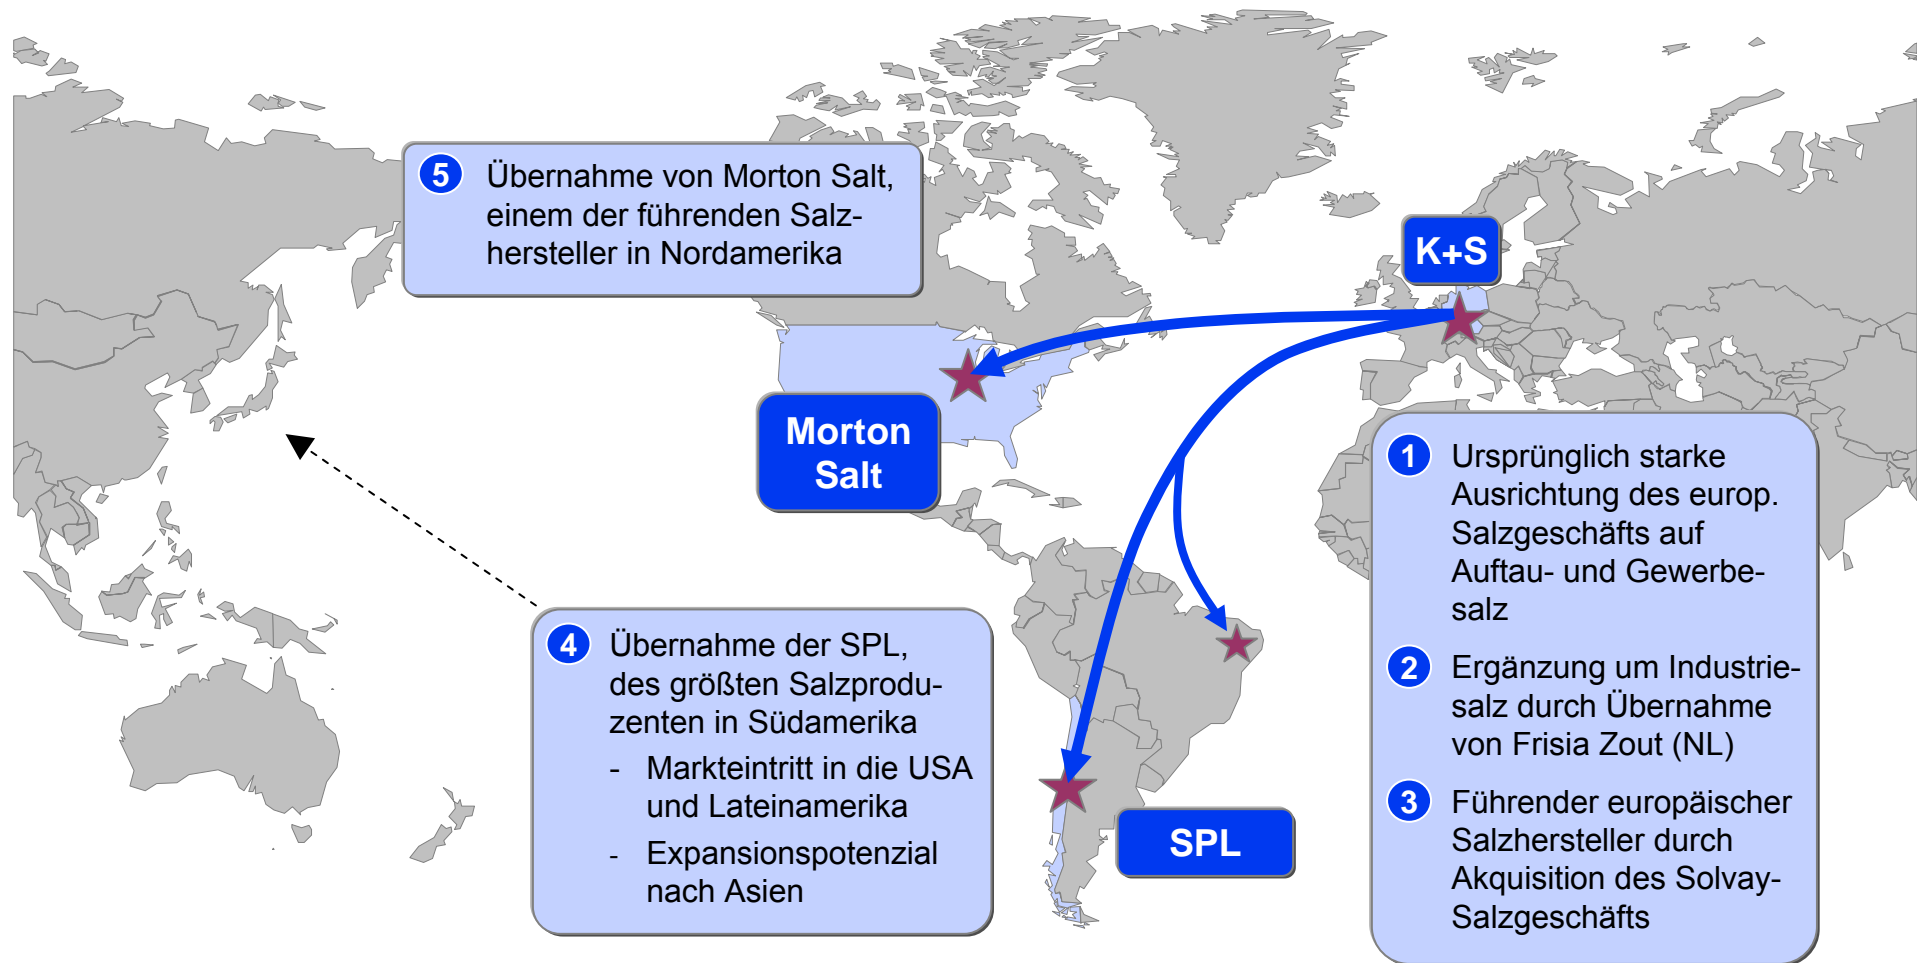 5 Übernahme von Morton Salt,
einem der führenden Salz-
hersteller in Nordamerika
K+S
Morton
Salt
1 Ursprünglich starke
Ausrichtung des europ.
Salzgeschäfts auf
Auftau- und Gewerbe-
salz
2 Ergänzung um Industrie-
salz durch Übernahme
von Frisia Zout (NL)
3 Führender europäischer
Salzhersteller durch
Akquisition des Solvay-
Salzgeschäfts
4 Übernahme der SPL,
des größten Salzprodu-
zenten in Südamerika
- Markteintritt in die USA
und Lateinamerika
- Expansionspotenzial
nach Asien
SPL